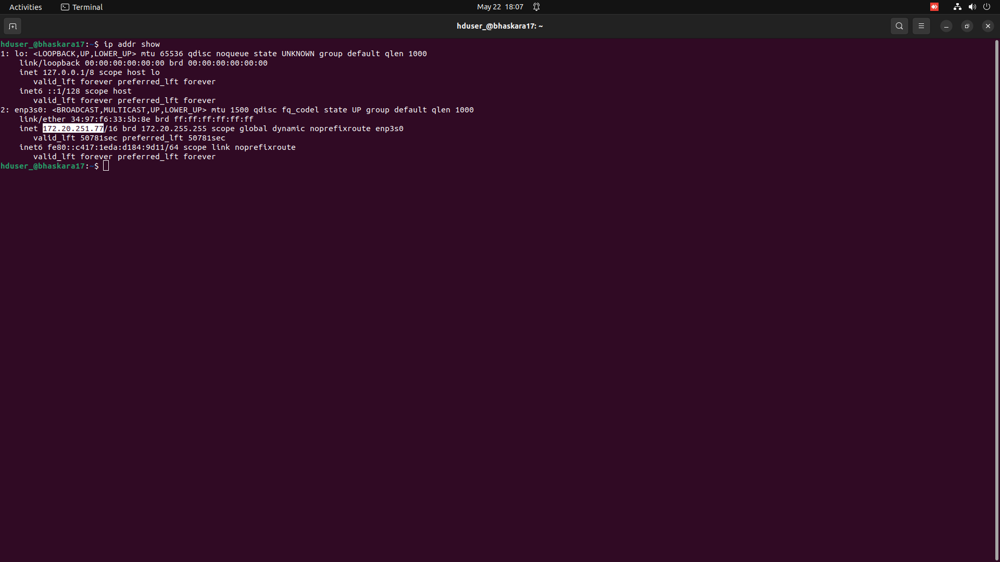 Activities Terminal May 22 18:07
hduser_@bhaskara17: ~
hduser_@bhaskara17:~$ ip addr show
1: lo: <LOOPBACK,UP,LOWER_UP> mtu 65536 qdisc noqueue state UNKNOWN group default qlen 1000
    link/loopback 00:00:00:00:00:00 brd 00:00:00:00:00:00
    inet 127.0.0.1/8 scope host lo
       valid_lft forever preferred_lft forever
    inet6 ::1/128 scope host
       valid_lft forever preferred_lft forever
2: enp3s0: <BROADCAST,MULTICAST,UP,LOWER_UP> mtu 1500 qdisc fq_codel state UP group default qlen 1000
    link/ether 34:97:f6:33:5b:8e brd ff:ff:ff:ff:ff:ff
    inet 172.20.251.77/16 brd 172.20.255.255 scope global dynamic noprefixroute enp3s0
       valid_lft 50781sec preferred_lft 50781sec
    inet6 fe80::c417:1eda:d184:9d11/64 scope link noprefixroute
       valid_lft forever preferred_lft forever
hduser_@bhaskara17:~$